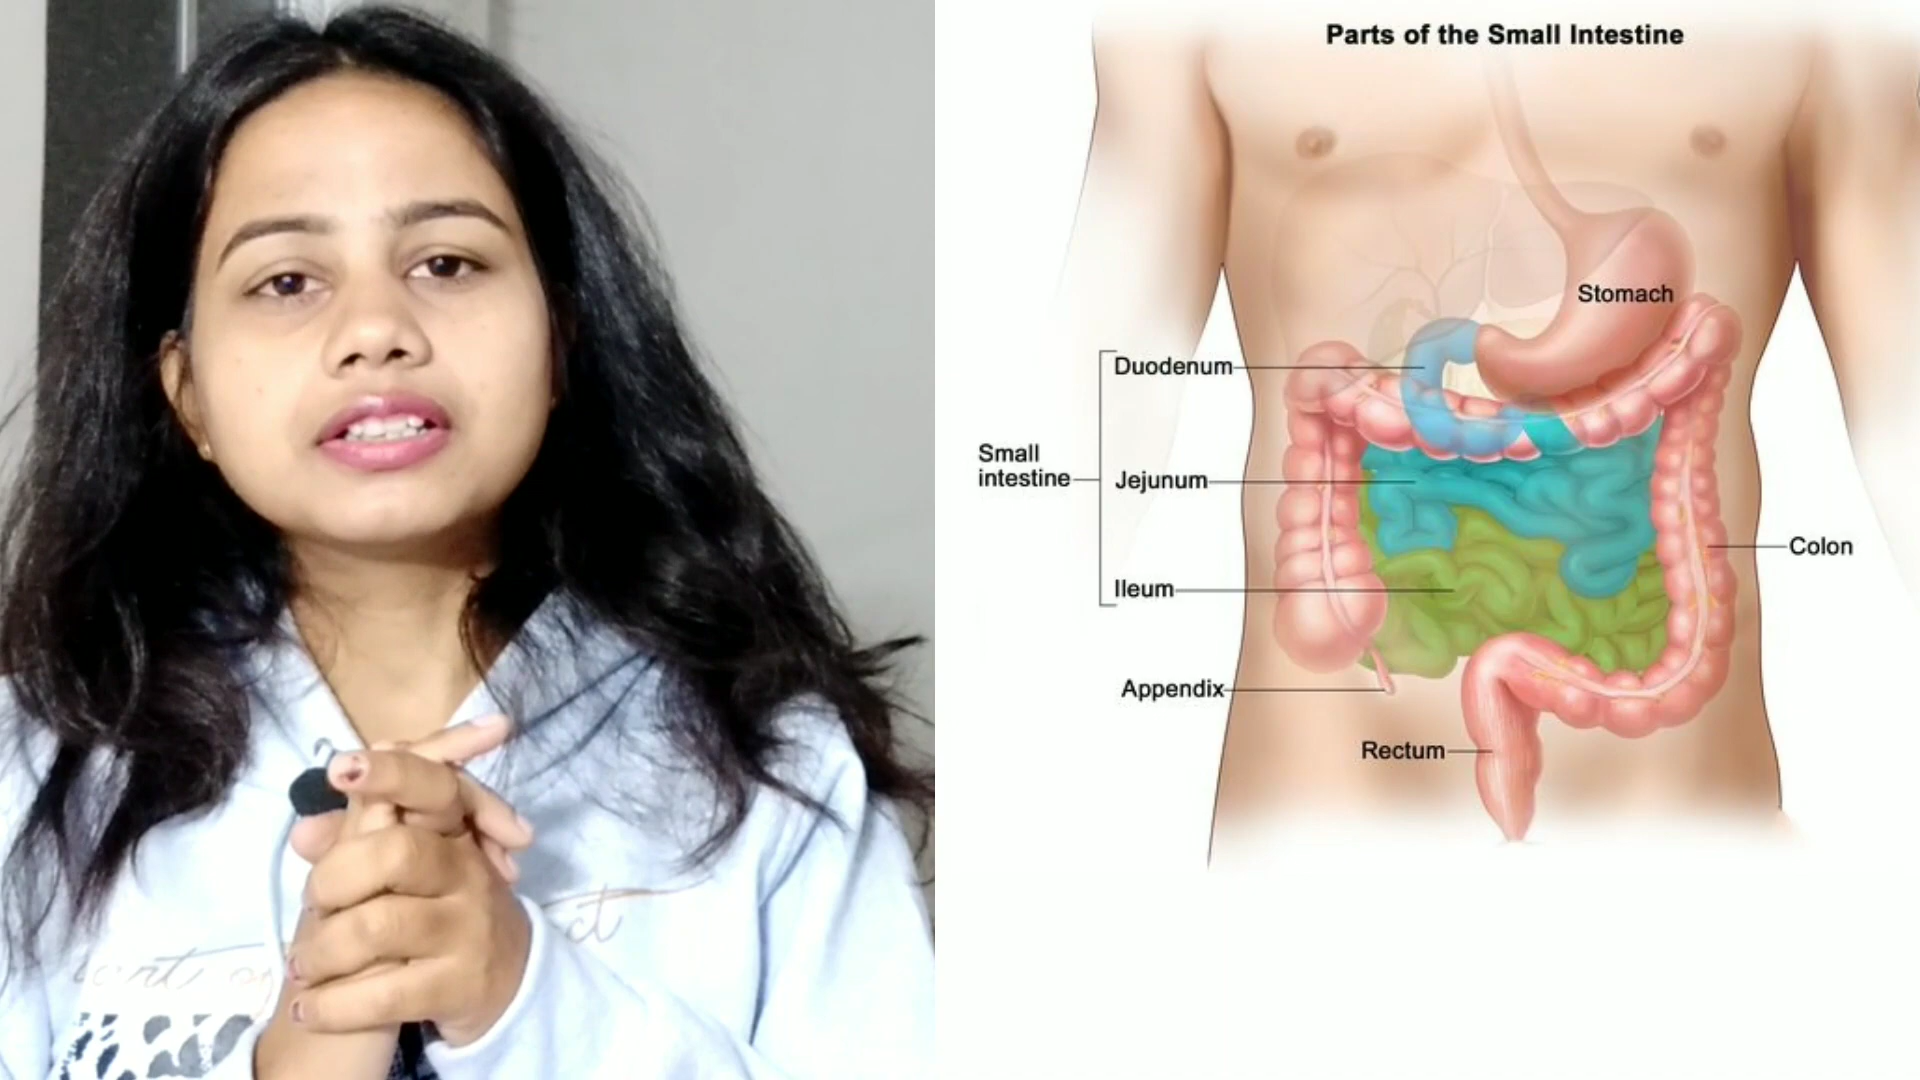 Parts of the Small Intestine
Stomach
Duodenum
Small
intestine
Jejunum
Colon
Ileum
Appendix
Rectum